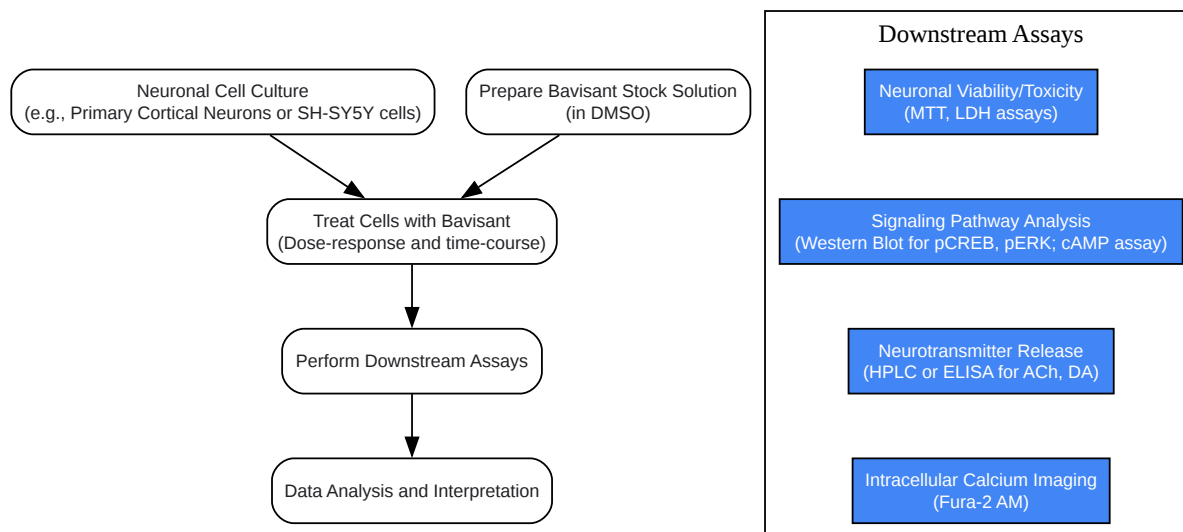 Neuronal Cell Culture
(e.g., Primary Cortical Neurons or SH-SY5Y cells)
Prepare Bavisant Stock Solution
(in DMSO)
Treat Cells with Bavisant
(Dose-response and time-course)
Perform Downstream Assays
Data Analysis and Interpretation
Downstream Assays
Neuronal Viability/Toxicity
(MTT, LDH assays)
Signaling Pathway Analysis
(Western Blot for pCREB, pERK; cAMP assay)
Neurotransmitter Release
(HPLC or ELISA for ACh, DA)
Intracellular Calcium Imaging
(Fura-2 AM)